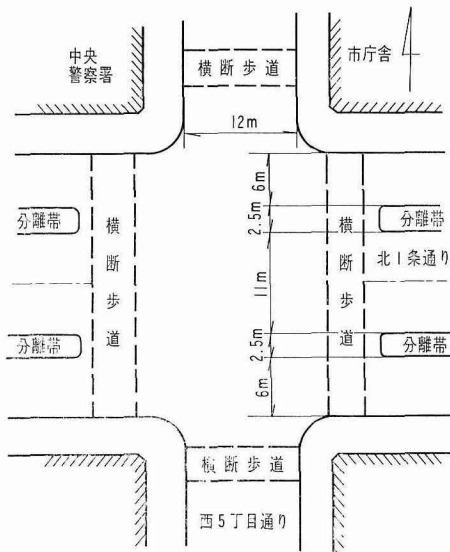 中央
警察署
横断歩道
市庁舎
12m
6m
2.5m
11m
2.5m
6m
分離帯
分離帯
横断歩道
横断歩道
北1条通り
分離帯
分離帯
横断歩道
西5丁目通り